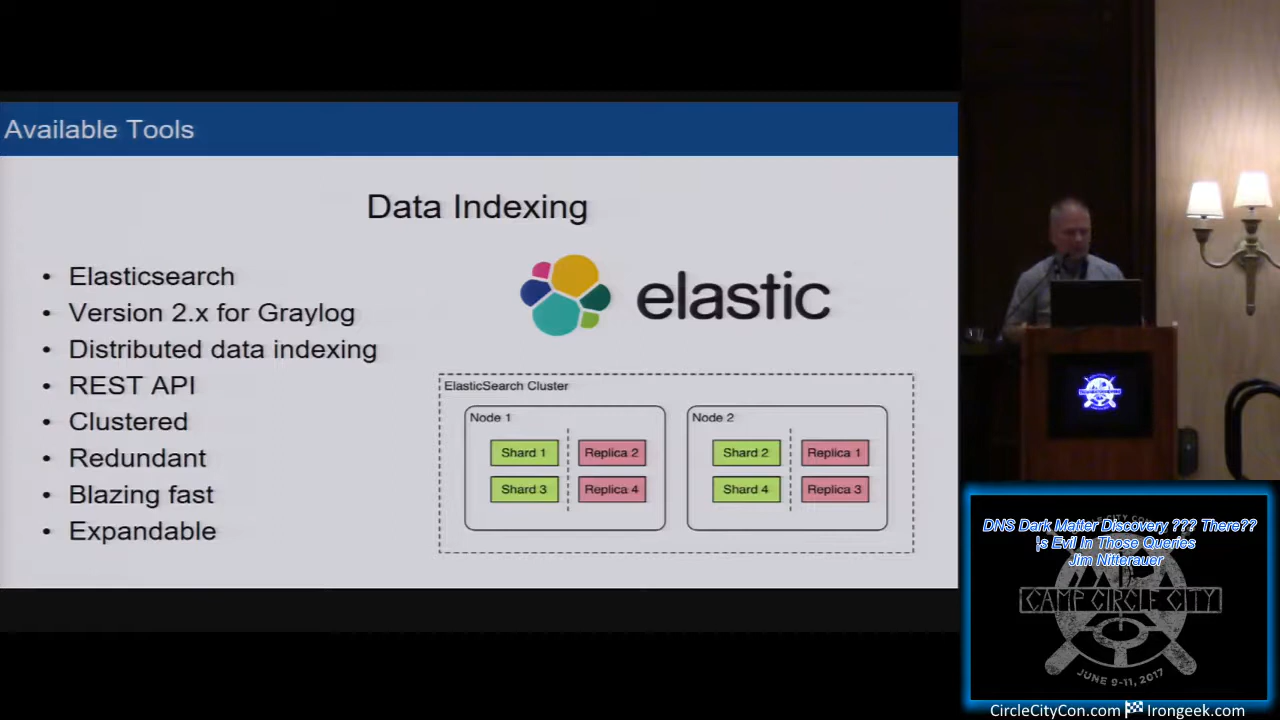 Available Tools
Data Indexing
• Elasticsearch
• Version 2.x for Graylog
• Distributed data indexing
• REST API
• Clustered
• Redundant
• Blazing fast
• Expandable
elastic
ElasticSearch Cluster
Node 1
Shard 1
Replica 2
Shard 3
Replica 4
Node 2
Shard 2
Replica 1
Shard 4
Replica 3
DNS Dark Matter Discovery ??? There??
s Evil In Those Queries
Jim Nitterauer
CAMP CIRCLE CITY
JUNE 9-11, 2017
CircleCityCon.com
Irongeek.com